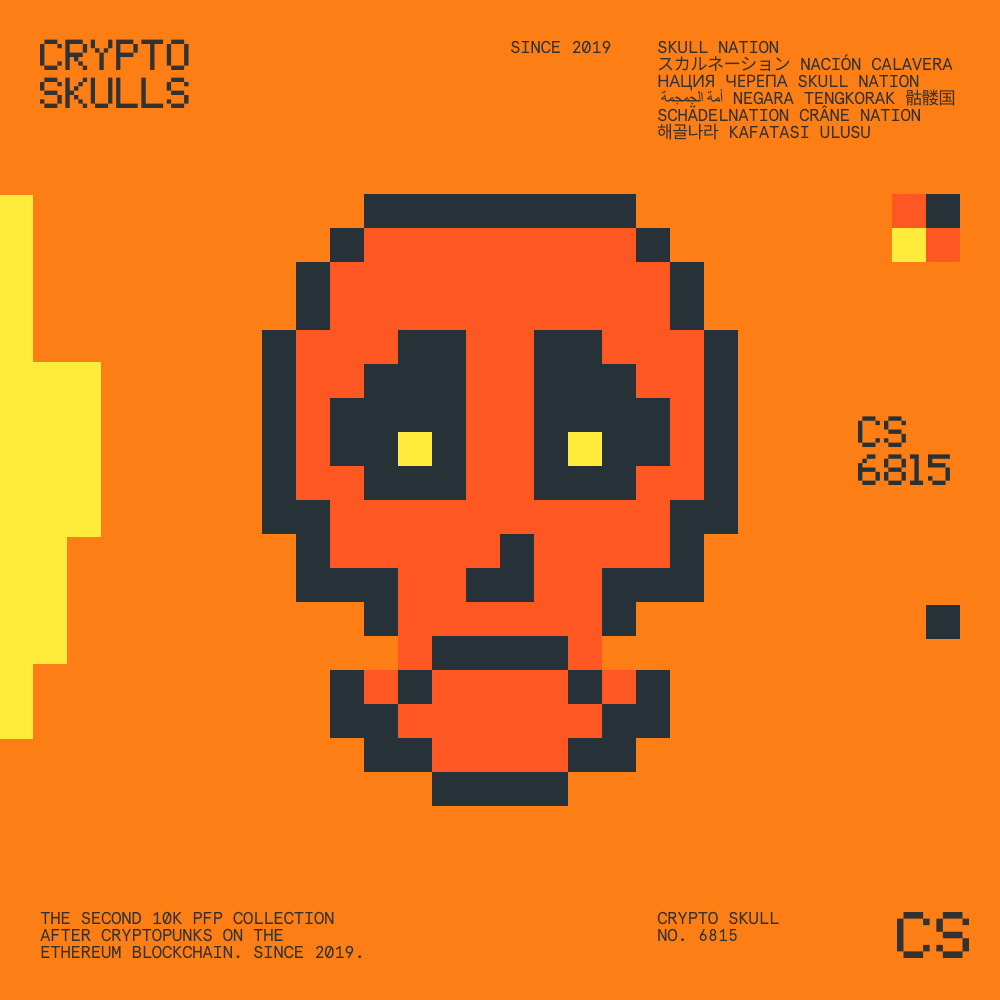 CRYPTO
SKULLS
SINCE 2019
SKULL NATION
スカルネーション NACIÓN CALAVERA
НАЦИЯ ЧЕРЕПА SKULL NATION
أمة الجمجمة NEGARA TENGKORAK 骷髅国
SCHÄDELNATION CRÂNE NATION
해골나라 KAFATASI ULUSU
CS
6815
THE SECOND 10K PFP COLLECTION
AFTER CRYPTOPUNKS ON THE
ETHEREUM BLOCKCHAIN. SINCE 2019.
CRYPTO SKULL
NO. 6815
CS